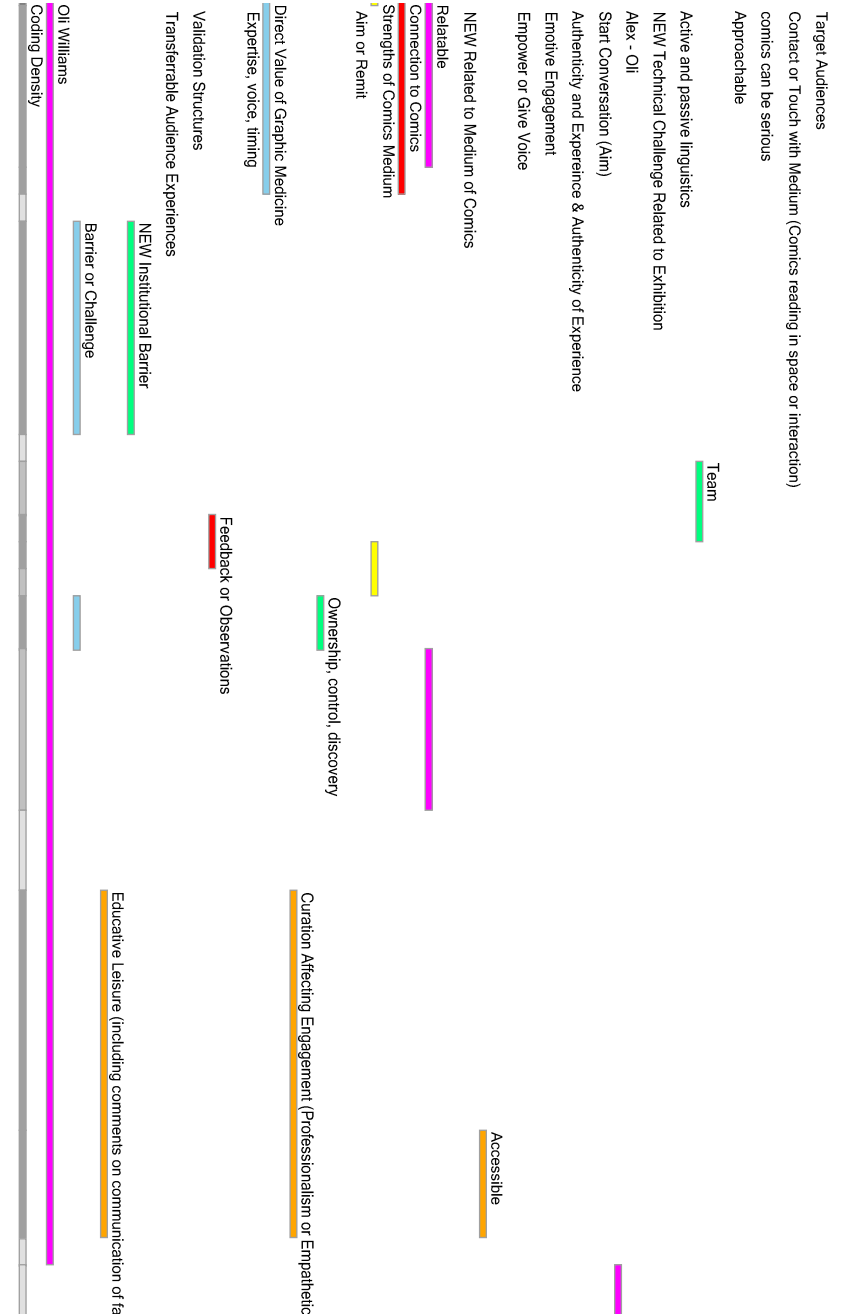 Target Audiences
Contact or Touch with Medium (Comics reading in space or interaction)
comics can be serious
Approachable
Team
Active and passive linguistics
NEW Technical Challenge Related to Exhibition
Alex - Oli
Start Conversation (Aim)
Authenticity and Expereince & Authenticity of Experience
Emotive Engagement
Empower or Give Voice
Accessible
NEW Related to Medium of Comics
Relatable
Connection to Comics
Strengths of Comics Medium
Aim or Remit
Ownership, control, discovery
Curation Affecting Engagement (Professionalism or Empathetic
Direct Value of Graphic Medicine
Expertise, voice, timing
Feedback or Observations
Validation Structures
Transferrable Audience Experiences
NEW Institutional Barrier
Educative Leisure (including comments on communication of fa
Barrier or Challenge
Oli Williams
Coding Density